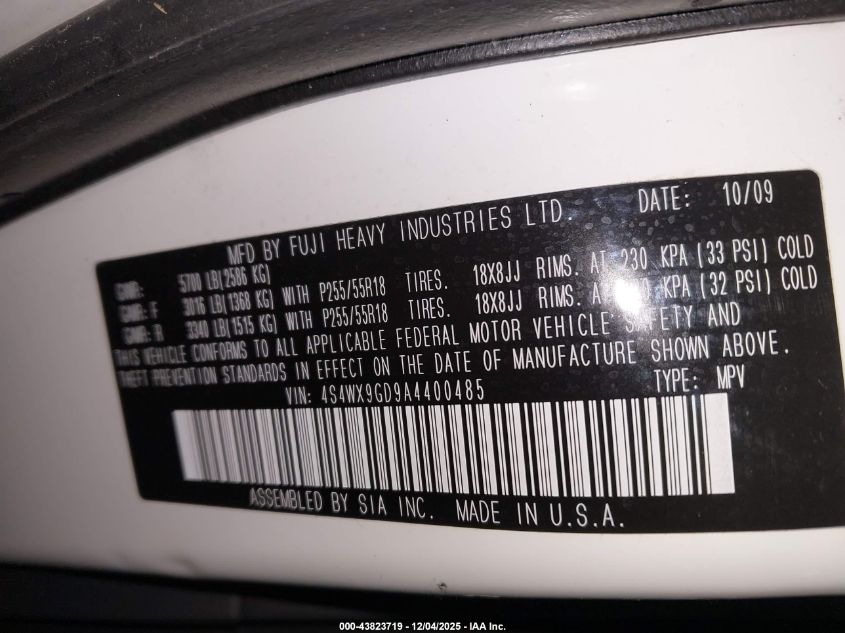 MFD BY FUJI HEAVY INDUSTRIES LTD. DATE: 10/09
GVWR: 5700 LB(2586 KG)
GAWR: F 3016 LB(1368 KG) WITH P255/55R18 TIRES. 18X8JJ RIMS. AT 230 KPA (33 PSI) COLD
GAWR: R 3340 LB(1515 KG) WITH P255/55R18 TIRES. 18X8JJ RIMS. AT KPA (32 PSI) COLD
THIS VEHICLE CONFORMS TO ALL APPLICABLE FEDERAL MOTOR VEHICLE SAFETY AND
THEFT PREVENTION STANDARDS IN EFFECT ON THE DATE OF MANUFACTURE SHOWN ABOVE.
VIN: 4S4WX9GD9A4400485 TYPE: MPV
ASSEMBLED BY SIA INC. MADE IN U.S.A.
000-43823719 - 12/04/2025 - IAA Inc.